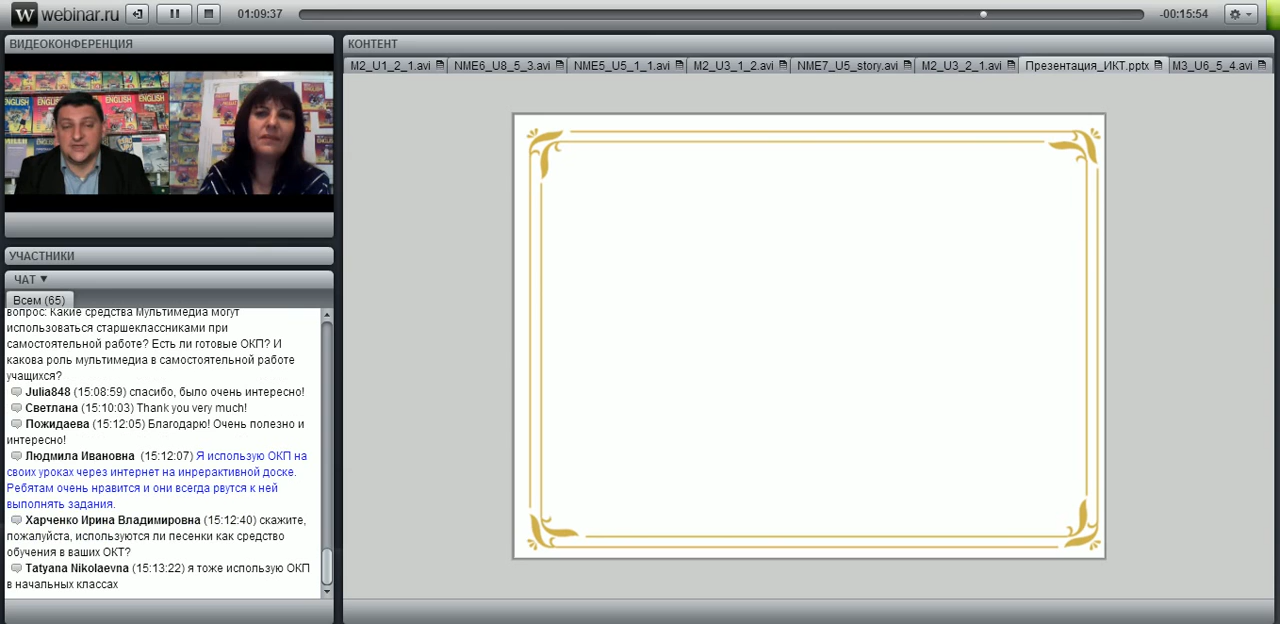 webinar.ru
01:09:37
-00:15:54
ВИДЕОКОНФЕРЕНЦИЯ
ENGLISH
ENGLISH
КОНТЕНТ
M2_U1_2_1.avi
NME6_U8_5_3.avi
NME5_U5_1_1.avi
M2_U3_1_2.avi
NME7_U5_story.avi
M2_U3_2_1.avi
Презентация_ИКТ.pptx
M3_U6_5_4.avi
УЧАСТНИКИ
ЧАТ
Всем (65)
вопрос: Какие средства Мультимедиа могут
использоваться старшеклассниками при
самостоятельной работе? Есть ли готовые ОКП? И
какова роль мультимедиа в самостоятельной работе
учащихся?
Julia848 (15:08:59) спасибо, было очень интересно!
Светлана (15:10:03) Thank you very much!
Пожидаева (15:12:05) Благодарю! Очень полезно и
интересно!
Людмила Ивановна (15:12:07) Я использую ОКП на
своих уроках через интернет на инрерактивной доске.
Ребятам очень нравится и они всегда рвутся к ней
выполнять задания.
Харченко Ирина Владимировна (15:12:40) скажите,
пожалуйста, используются ли песенки как средство
обучения в ваших ОКТ?
Tatyana Nikolaevna (15:13:22) я тоже использую ОКП
в начальных классах